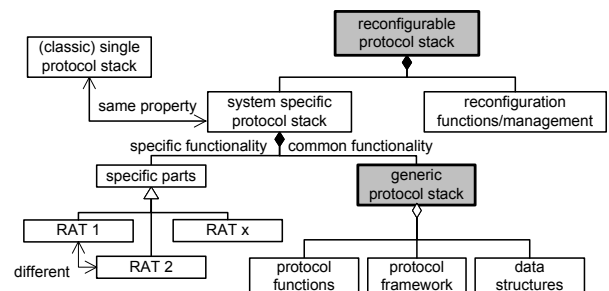 reconfigurable
protocol stack
(classic) single
protocol stack
same property
system specific
protocol stack
reconfiguration
functions/management
specific functionality
common functionality
specific parts
generic
protocol stack
RAT 1
RAT x
different
RAT 2
protocol
functions
protocol
framework
data
structures